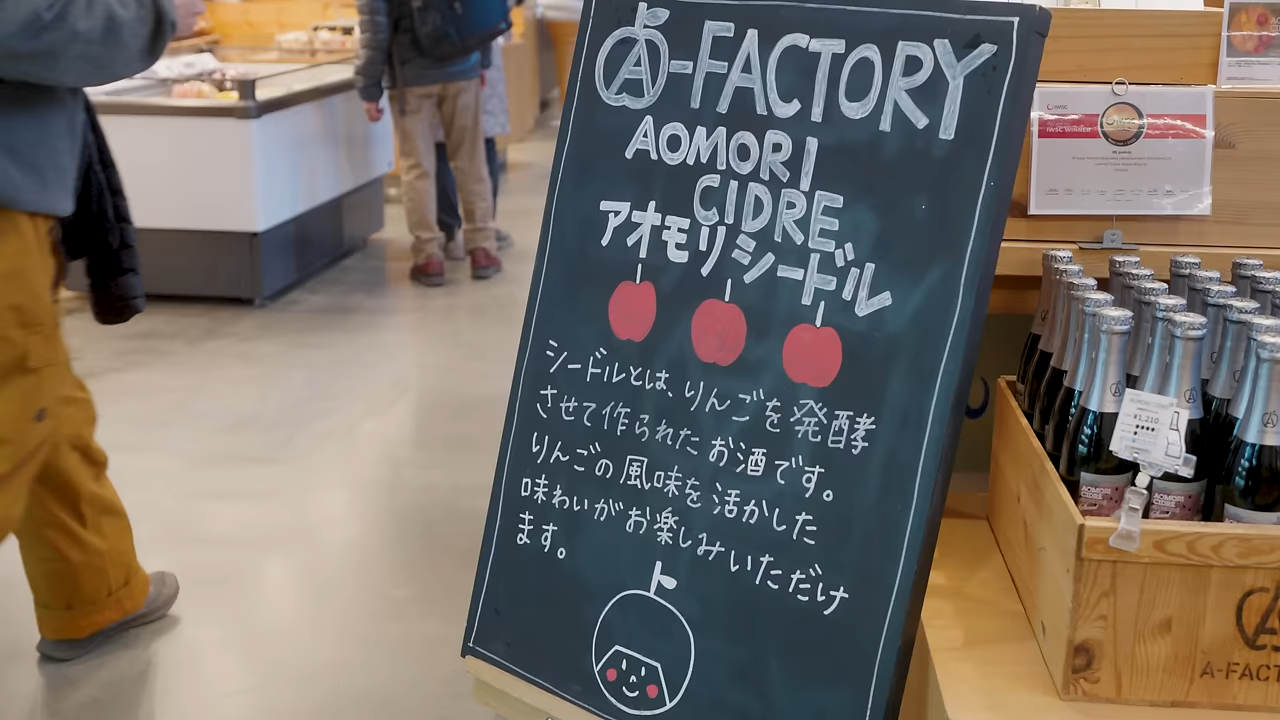 A-FACTORY
AOMORI
CIDRE
アオモリシードル
シードルとは、りんごを発酵
させて作られたお酒です。
りんごの風味を活かした
味わいがお楽しみいただけ
ます。
IWSC WINNER
¥1,210
AOMORI
CIDRE
AOMORI
CIDRE
A-FACT